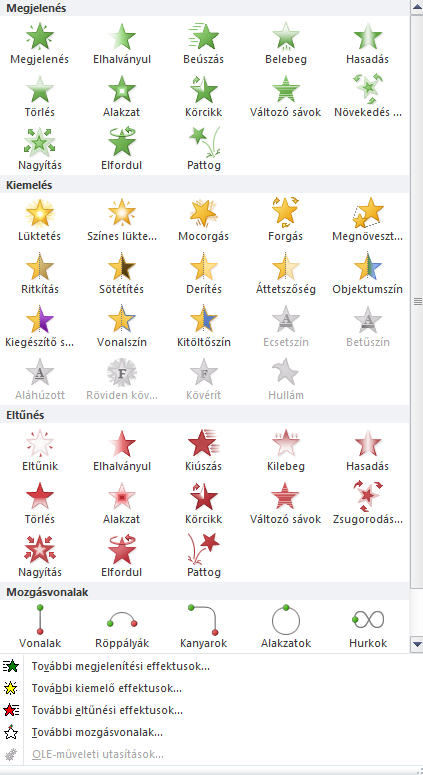 Megjelenés
Megjelenés Elhalványul Beúszás Belebeg Hasadás
Törlés Alakzat Körcikk Változó sávok Növekedés ...
Nagyítás Elfordul Pattog
Kiemelés
Lüktetés Színes lükte... Mocorgás Forgás Megnöveszt...
Ritkítás Sötétítés Derítés Áttetszőség Objektumszín
Kiegészítő s... Vonalszín Kitöltőszín Ecsetszín Betűszín
Aláhúzott Röviden köv... Kövérít Hullám
Eltűnés
Eltűnik Elhalványul Kiúszás Kilebeg Hasadás
Törlés Alakzat Körcikk Változó sávok Zsugorodás...
Nagyítás Elfordul Pattog
Mozgásvonalak
Vonalak Röppályák Kanyarok Alakzatok Hurkok
További megjelenítési effektusok...
További kiemelő effektusok...
További eltűnési effektusok...
További mozgásvonalak...
OLE-műveleti utasítások...